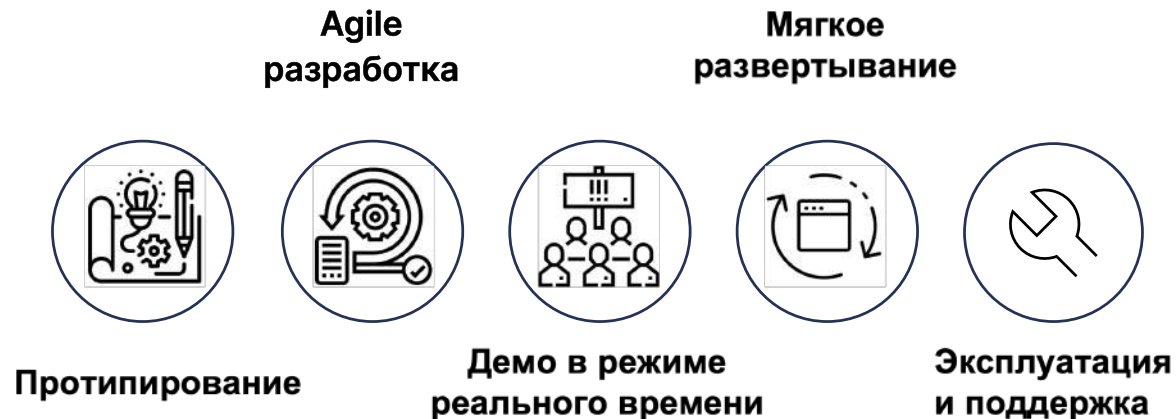 Agile
разработка
Мягкое
развертывание
Протипирование
Демо в режиме
реального времени
Эксплуатация
и поддержка